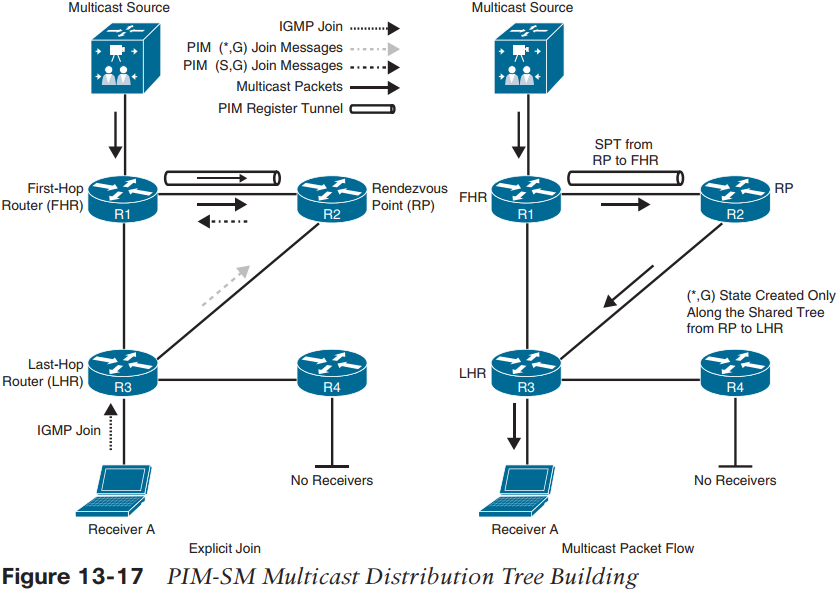 Multicast Source
IGMP Join
PIM (*,G) Join Messages
PIM (S,G) Join Messages
Multicast Packets
PIM Register Tunnel
First-Hop
Router (FHR)
R1
R2
Rendezvous
Point (RP)
Last-Hop
Router (LHR)
R3
R4
IGMP Join
No Receivers
Receiver A
Explicit Join
Multicast Source
SPT from
RP to FHR
FHR
R1
R2
RP
(*,G) State Created Only
Along the Shared Tree
from RP to LHR
LHR
R3
R4
No Receivers
Receiver A
Multicast Packet Flow
Figure 13-17 PIM-SM Multicast Distribution Tree Building